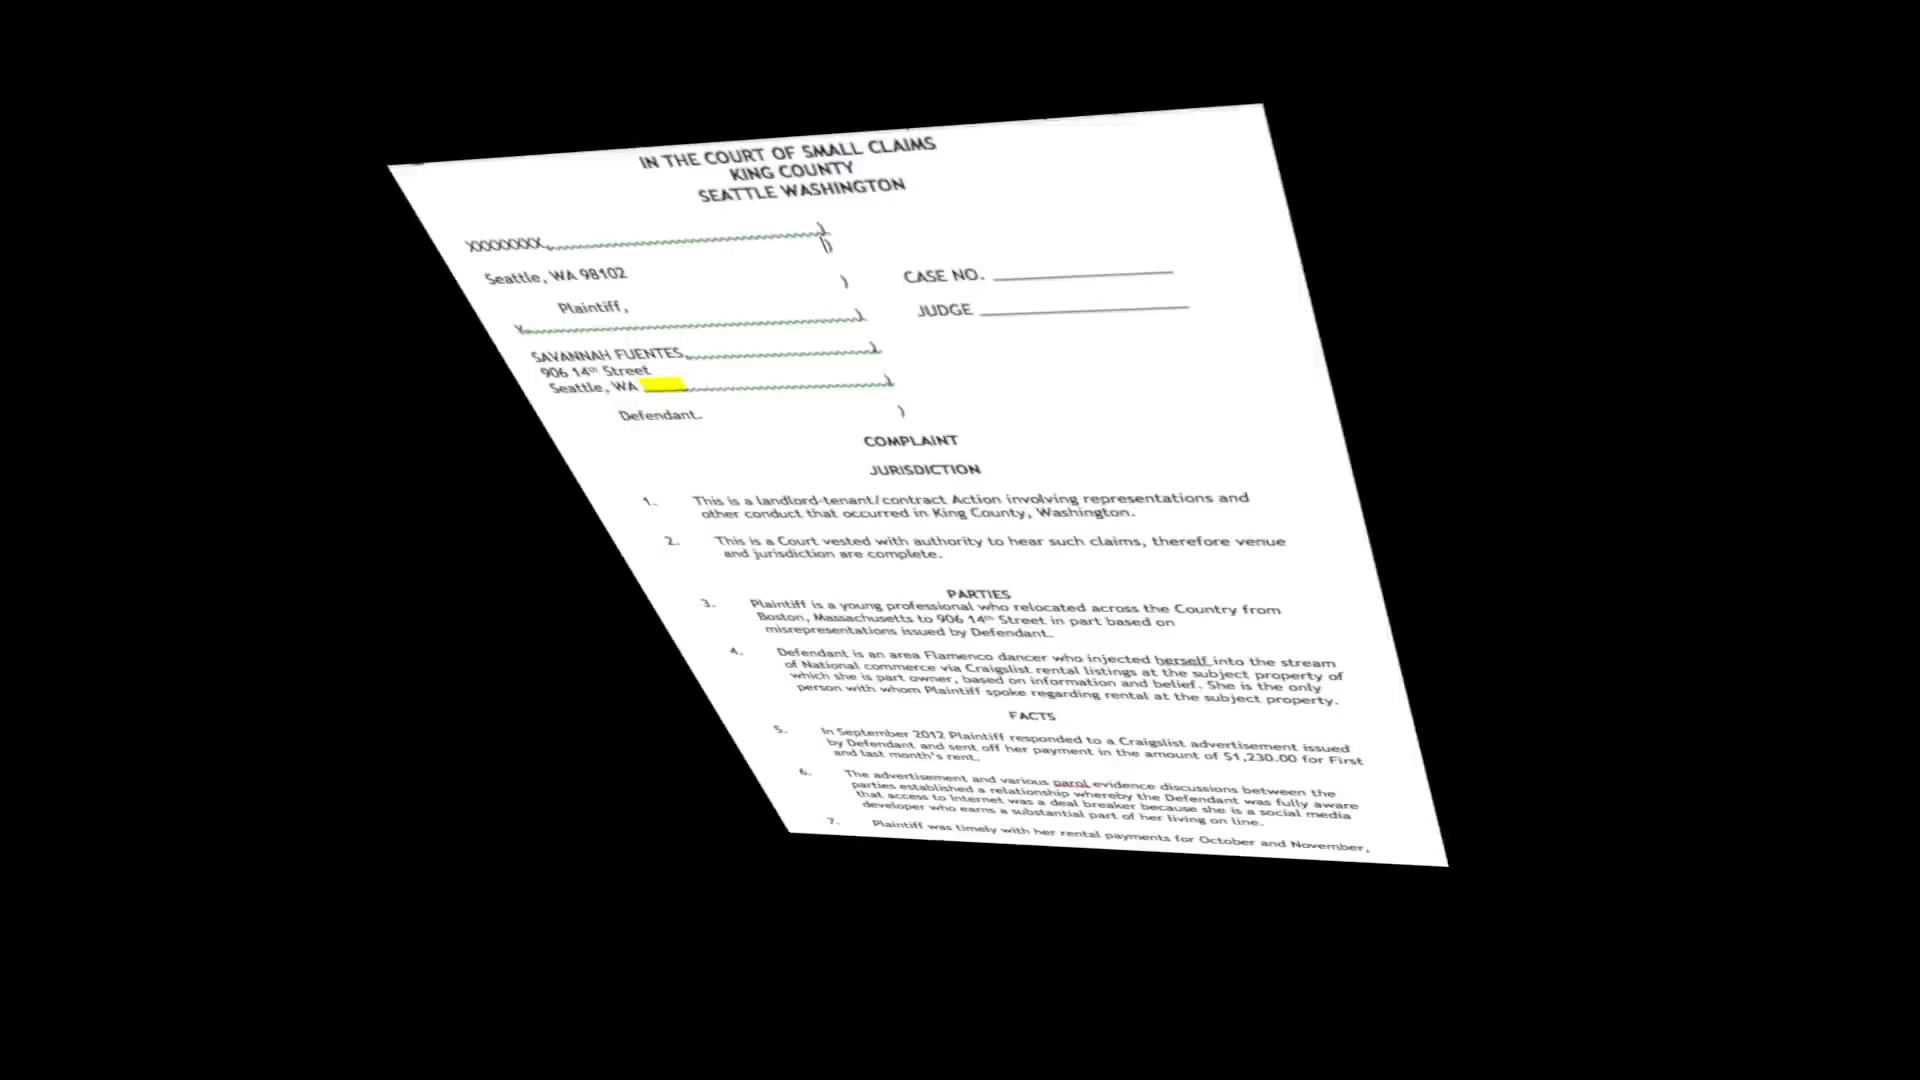 IN THE COURT OF SMALL CLAIMS
KING COUNTY
SEATTLE WASHINGTON
XXXXXXXX, )
)
Seattle, WA 98102 )
CASE NO.
Plaintiff,
JUDGE
v. )
SAVANNAH FUENTES, )
906 14th Street
Seattle, WA )
Defendant. )
COMPLAINT
JURISDICTION
1. This is a landlord-tenant/contract Action involving representations and
other conduct that occurred in King County, Washington.
2. This is a Court vested with authority to hear such claims, therefore venue
and jurisdiction are complete.
PARTIES
3. Plaintiff is a young professional who relocated across the Country from
Boston, Massachusetts to 906 14th Street in part based on
misrepresentations issued by Defendant.
4. Defendant is an area Flamenco dancer who injected herself into the stream
of National commerce via Craigslist rental listings at the subject property of
which she is part owner, based on information and belief. She is the only
person with whom Plaintiff spoke regarding rental at the subject property.
FACTS
5. In September 2012 Plaintiff responded to a Craigslist advertisement issued
by Defendant and sent off her payment in the amount of $1,230.00 for First
and last month's rent.
6. The advertisement and various parol evidence discussions between the
parties established a relationship whereby the Defendant was fully aware
that access to Internet was a deal breaker because she is a social media
developer who earns a substantial part of her living on line.
7. Plaintiff was timely with her rental payments for October and November,